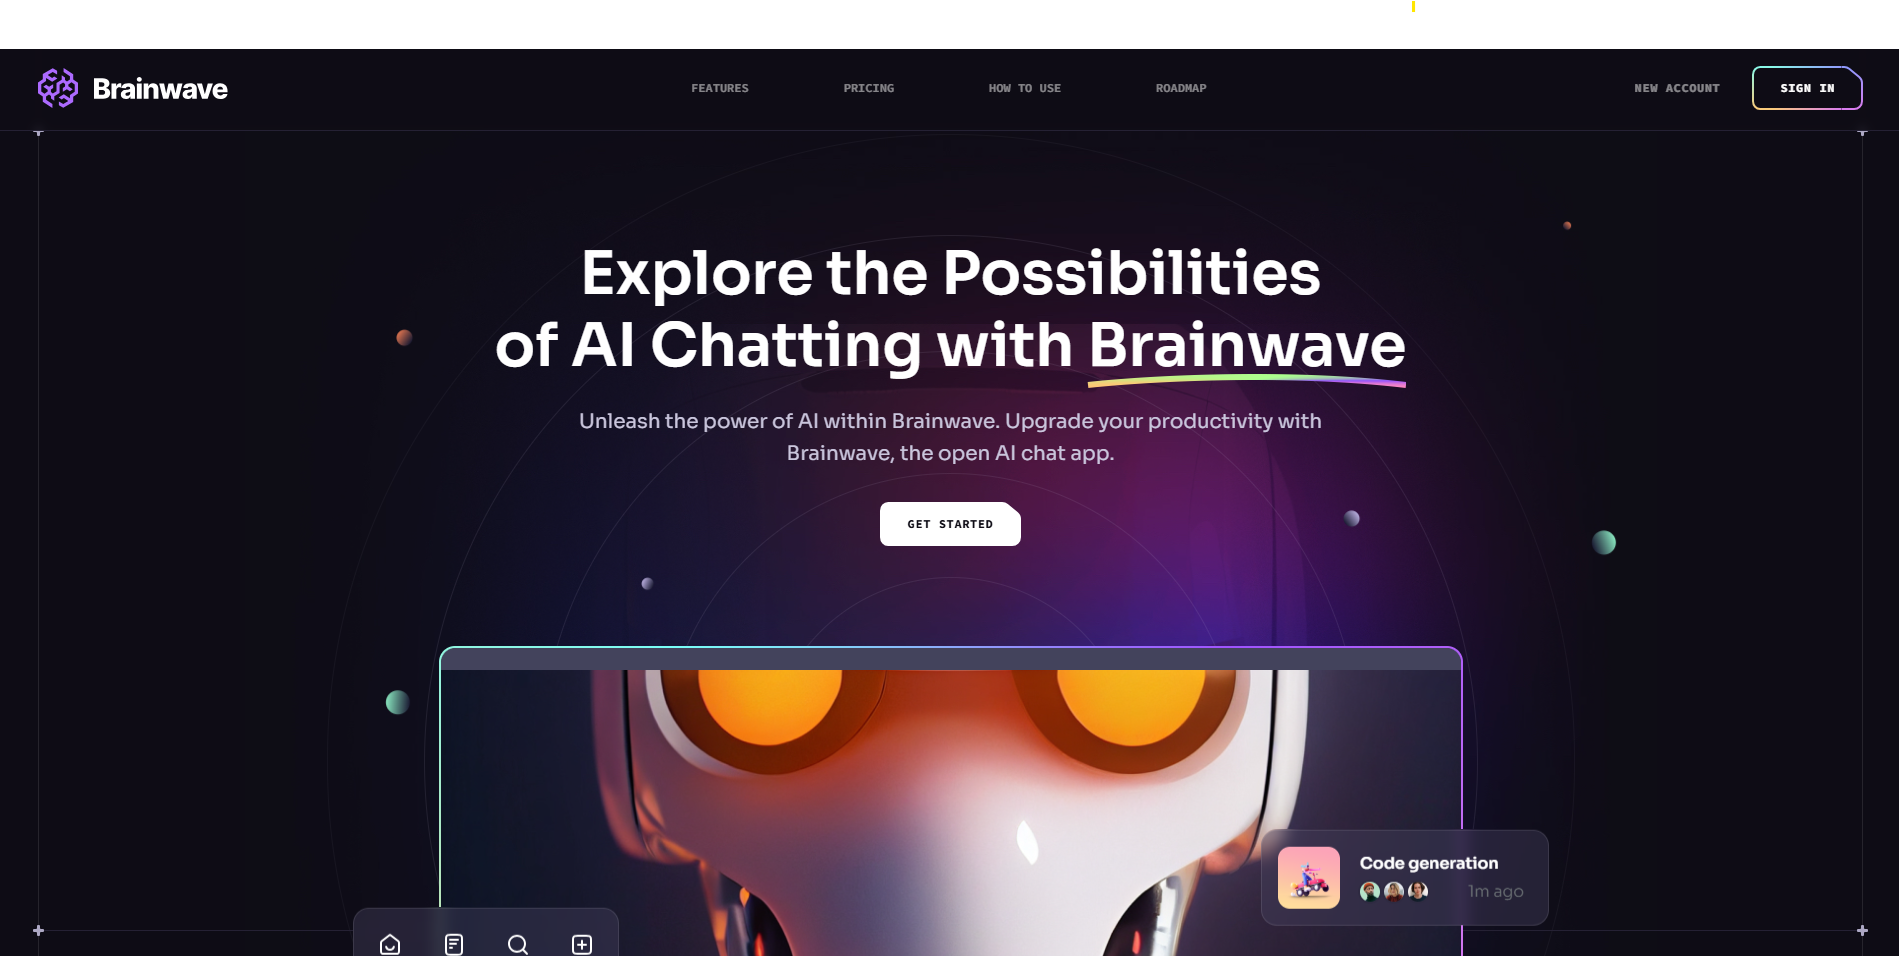 Brainwave
FEATURES
PRICING
HOW TO USE
ROADMAP
NEW ACCOUNT
SIGN IN
Explore the Possibilities
of AI Chatting with Brainwave
Unleash the power of AI within Brainwave. Upgrade your productivity with
Brainwave, the open AI chat app.
GET STARTED
Code generation
1m ago